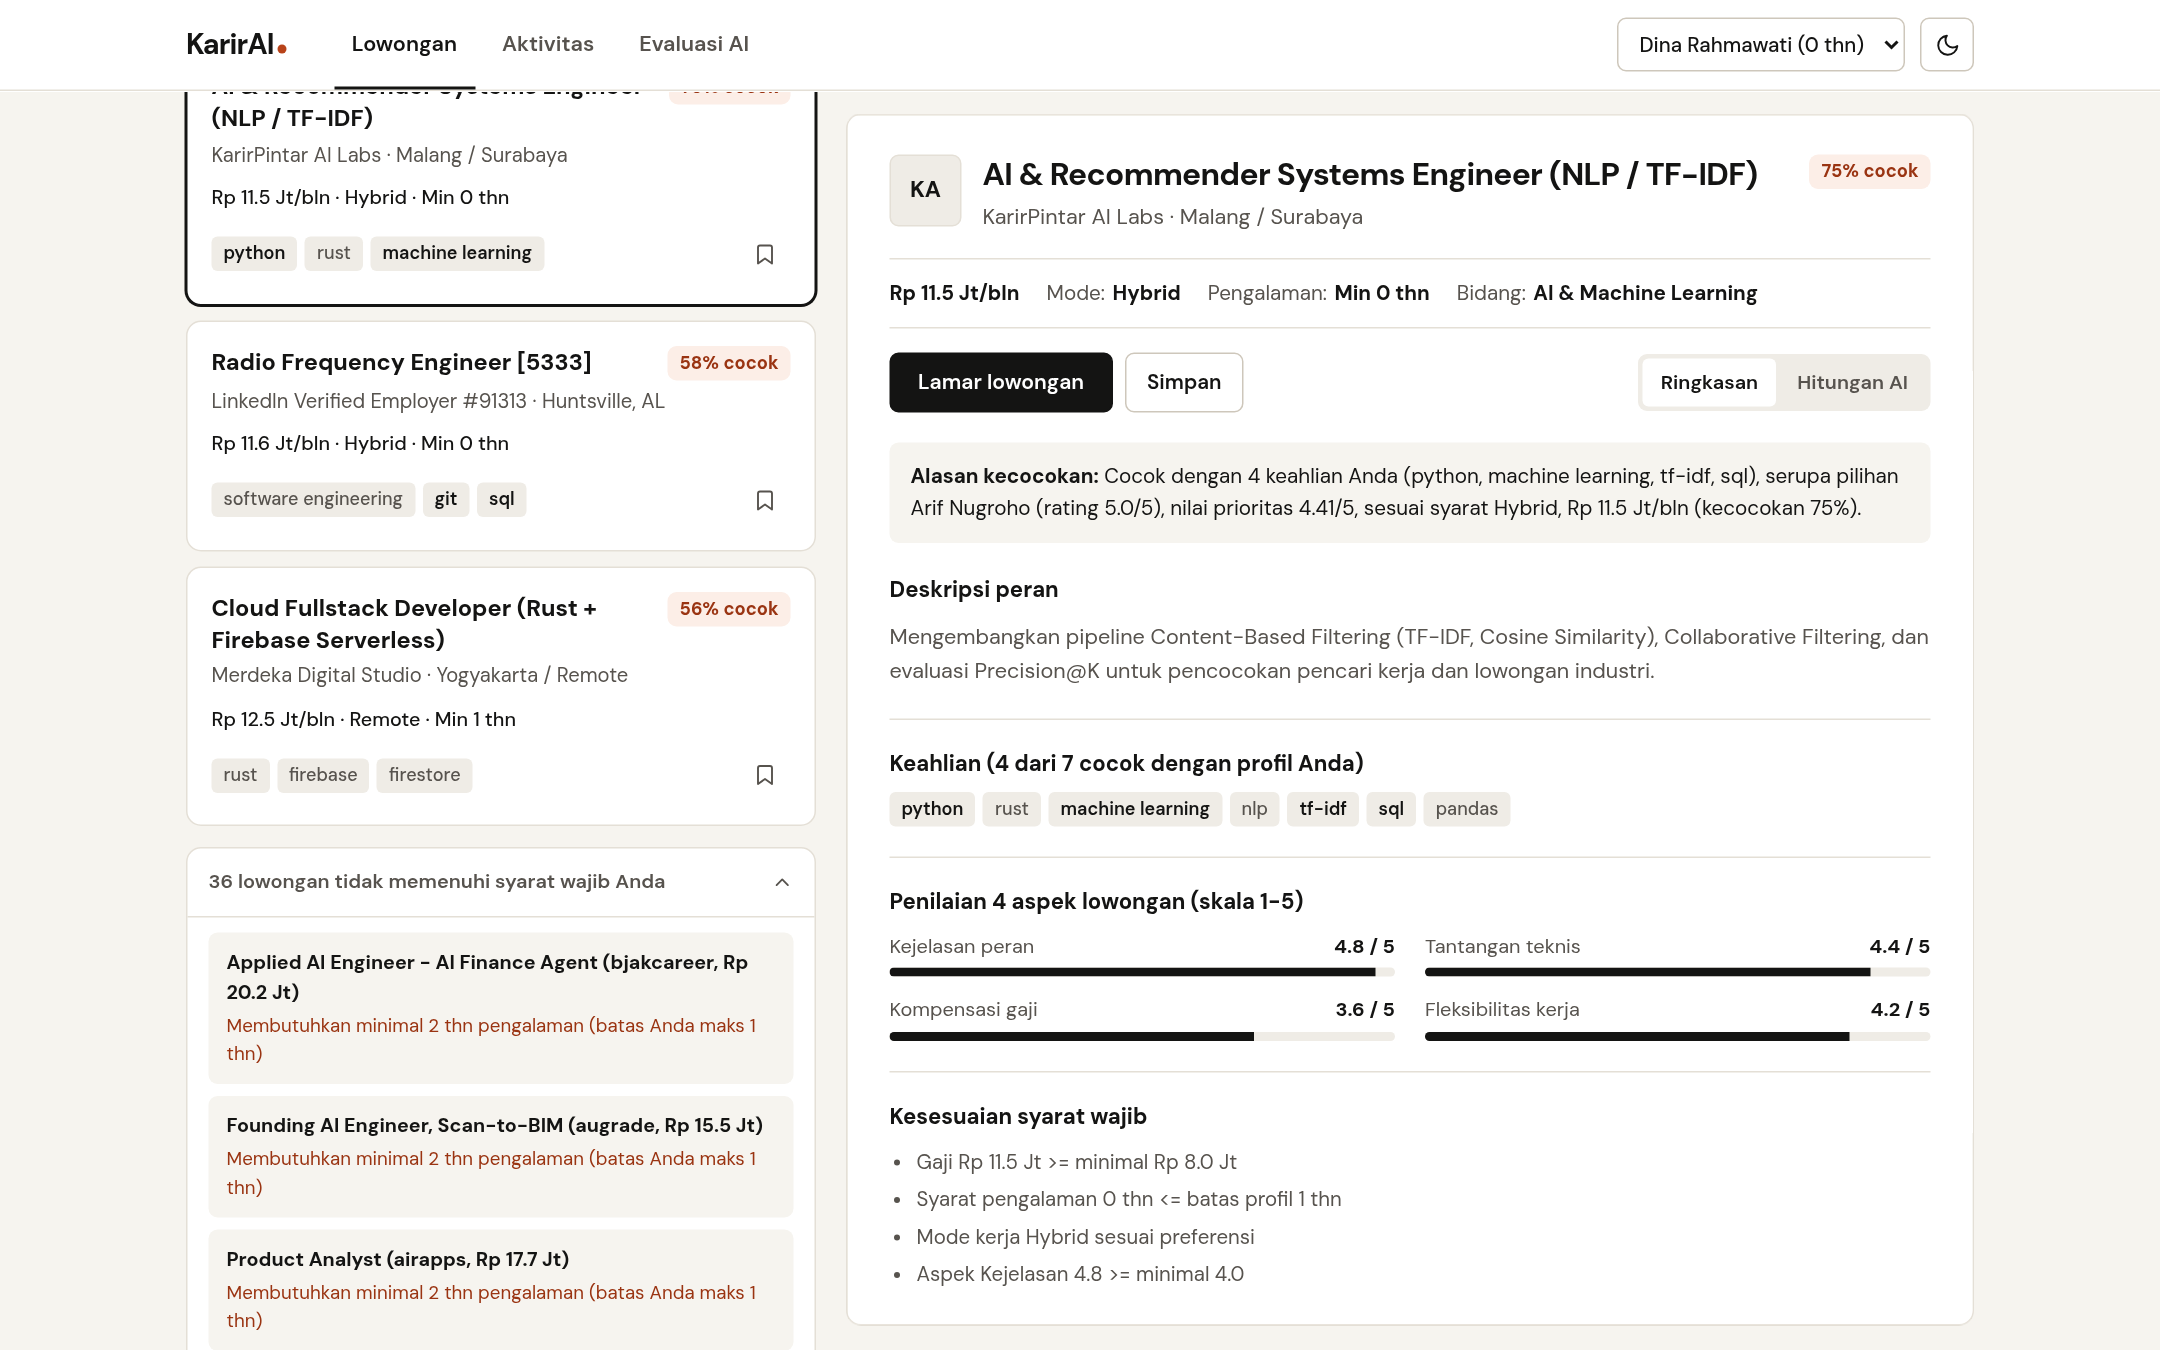 KarirAI
Lowongan
Aktivitas
Evaluasi AI
Dina Rahmawati (0 thn)
AI & Recommender Systems Engineer
(NLP / TF-IDF)
KarirPintar AI Labs · Malang / Surabaya
Rp 11.5 Jt/bln · Hybrid · Min 0 thn
python
rust
machine learning
Radio Frequency Engineer [5333]
58% cocok
LinkedIn Verified Employer #91313 · Huntsville, AL
Rp 11.6 Jt/bln · Hybrid · Min 0 thn
software engineering
git
sql
Cloud Fullstack Developer (Rust +
Firebase Serverless)
56% cocok
Merdeka Digital Studio · Yogyakarta / Remote
Rp 12.5 Jt/bln · Remote · Min 1 thn
rust
firebase
firestore
36 lowongan tidak memenuhi syarat wajib Anda
Applied AI Engineer - AI Finance Agent (bjakcareer, Rp
20.2 Jt)
Membutuhkan minimal 2 thn pengalaman (batas Anda maks 1
thn)
Founding AI Engineer, Scan-to-BIM (augrade, Rp 15.5 Jt)
Membutuhkan minimal 2 thn pengalaman (batas Anda maks 1
thn)
Product Analyst (airapps, Rp 17.7 Jt)
Membutuhkan minimal 2 thn pengalaman (batas Anda maks 1
thn)
KA
AI & Recommender Systems Engineer (NLP / TF-IDF)
75% cocok
KarirPintar AI Labs · Malang / Surabaya
Rp 11.5 Jt/bln
Mode: Hybrid
Pengalaman: Min 0 thn
Bidang: AI & Machine Learning
Lamar lowongan
Simpan
Ringkasan
Hitungan AI
Alasan kecocokan: Cocok dengan 4 keahlian Anda (python, machine learning, tf-idf, sql), serupa pilihan
Arif Nugroho (rating 5.0/5), nilai prioritas 4.41/5, sesuai syarat Hybrid, Rp 11.5 Jt/bln (kecocokan 75%).
Deskripsi peran
Mengembangkan pipeline Content-Based Filtering (TF-IDF, Cosine Similarity), Collaborative Filtering, dan
evaluasi Precision@K untuk pencocokan pencari kerja dan lowongan industri.
Keahlian (4 dari 7 cocok dengan profil Anda)
python
rust
machine learning
nlp
tf-idf
sql
pandas
Penilaian 4 aspek lowongan (skala 1-5)
Kejelasan peran
4.8 / 5
Tantangan teknis
4.4 / 5
Kompensasi gaji
3.6 / 5
Fleksibilitas kerja
4.2 / 5
Kesesuaian syarat wajib
• Gaji Rp 11.5 Jt >= minimal Rp 8.0 Jt
• Syarat pengalaman 0 thn <= batas profil 1 thn
• Mode kerja Hybrid sesuai preferensi
• Aspek Kejelasan 4.8 >= minimal 4.0